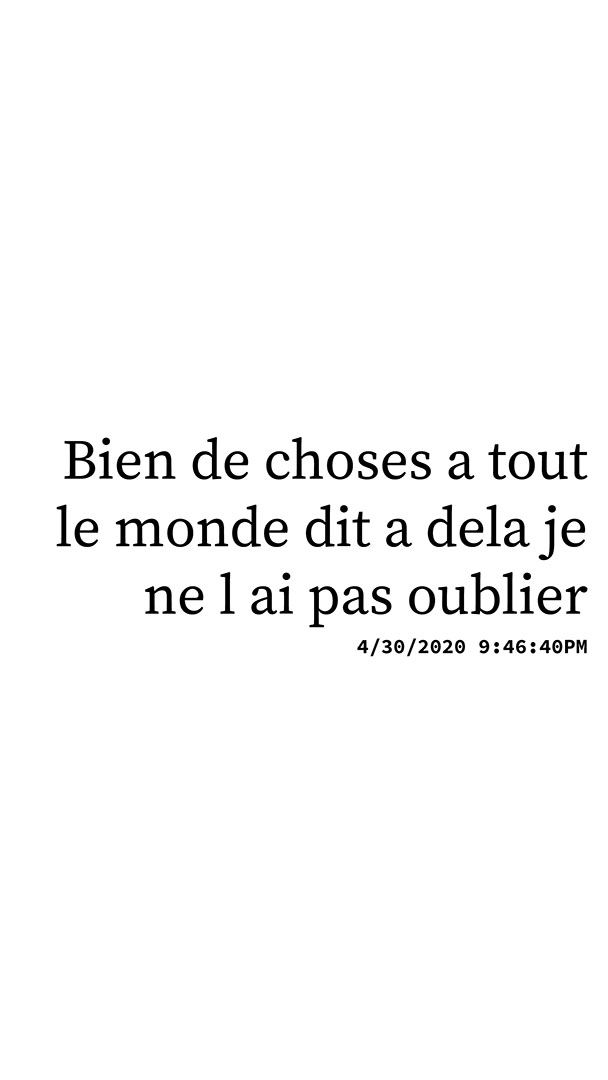 Bien de choses a tout
le monde dit a dela je
ne l ai pas oublier
4/30/2020 9:46:40PM